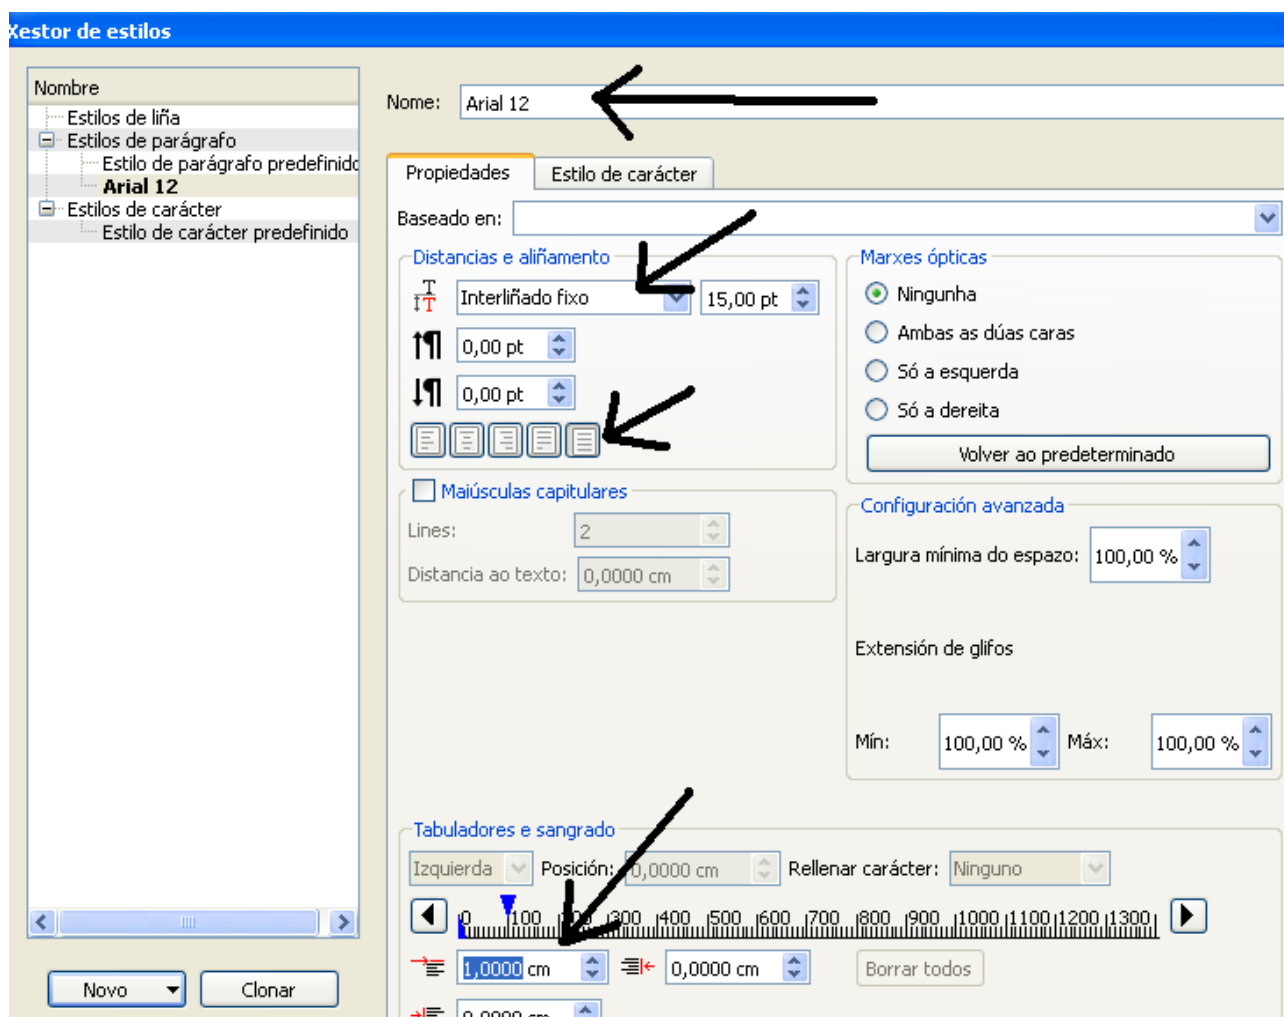 Xestor de estilos
Nombre
Estilos de liña
Estilos de parágrafo
Estilo de parágrafo predefinido
Arial 12
Estilos de carácter
Estilo de carácter predefinido
Novo
Clonar
Nome: Arial 12
Propiedades
Estilo de carácter
Baseado en:
Distancias e aliñamento
Interliñado fixo
15,00 pt
0,00 pt
0,00 pt
Maiúsculas capitulares
Lines: 2
Distancia ao texto: 0,0000 cm
Marxes ópticas
Ningunha
Ambas as dúas caras
Só a esquerda
Só a dereita
Volver ao predeterminado
Configuración avanzada
Largura mínima do espazo: 100,00 %
Extensión de glifos
Mín: 100,00 % Máx: 100,00 %
Tabuladores e sangrado
Izquierda Posición: 0,0000 cm Rellenar carácter: Ninguno
0 100 200 300 400 500 600 700 800 900 1000 1100 1200 1300
1,0000 cm 0,0000 cm Borrar todos
0,0000 cm